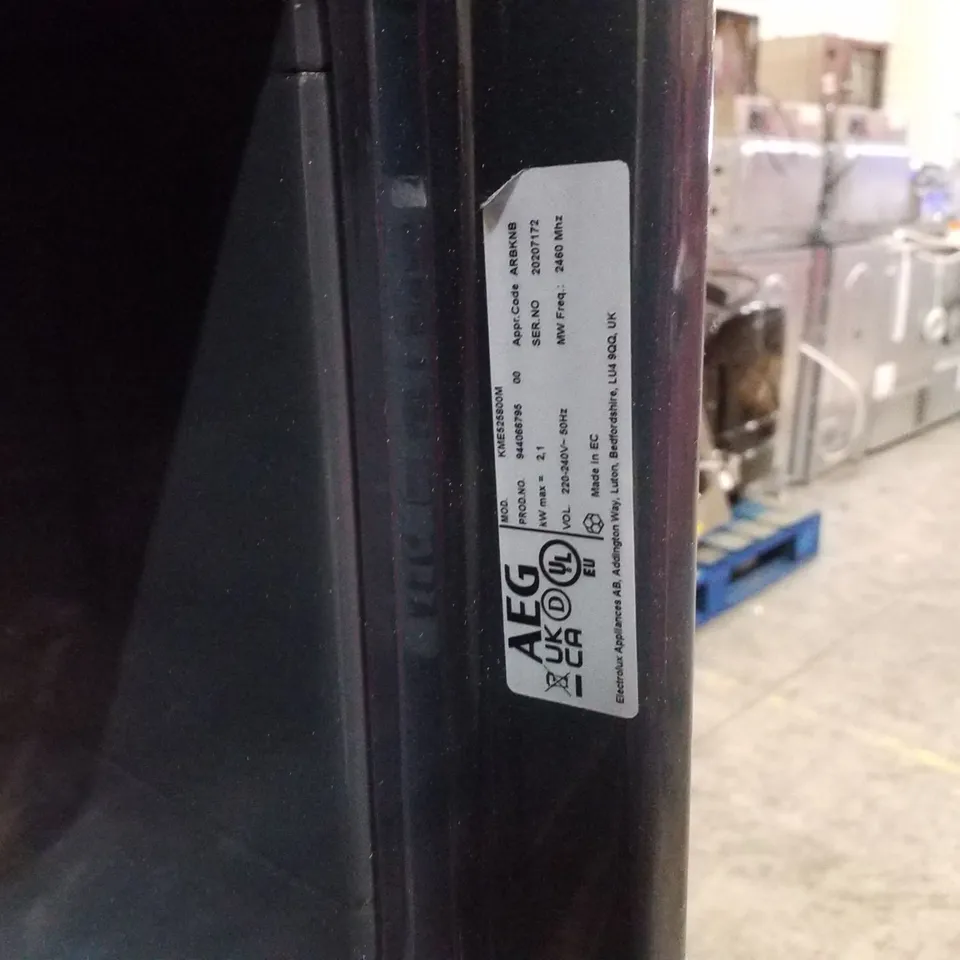 AEG
UK
CA
D
UL
EU
MOD. KME525800M
PROD.NO. 944066795 00 Appr.Code ARBKNB
kW max = 2,1 SER.NO 20207172
VOL. 220-240V~ 50Hz MW Freq.: 2460 Mhz
Made in EC
Electrolux Appliances AB, Addington Way, Luton, Bedfordshire, LU4 9QQ, UK